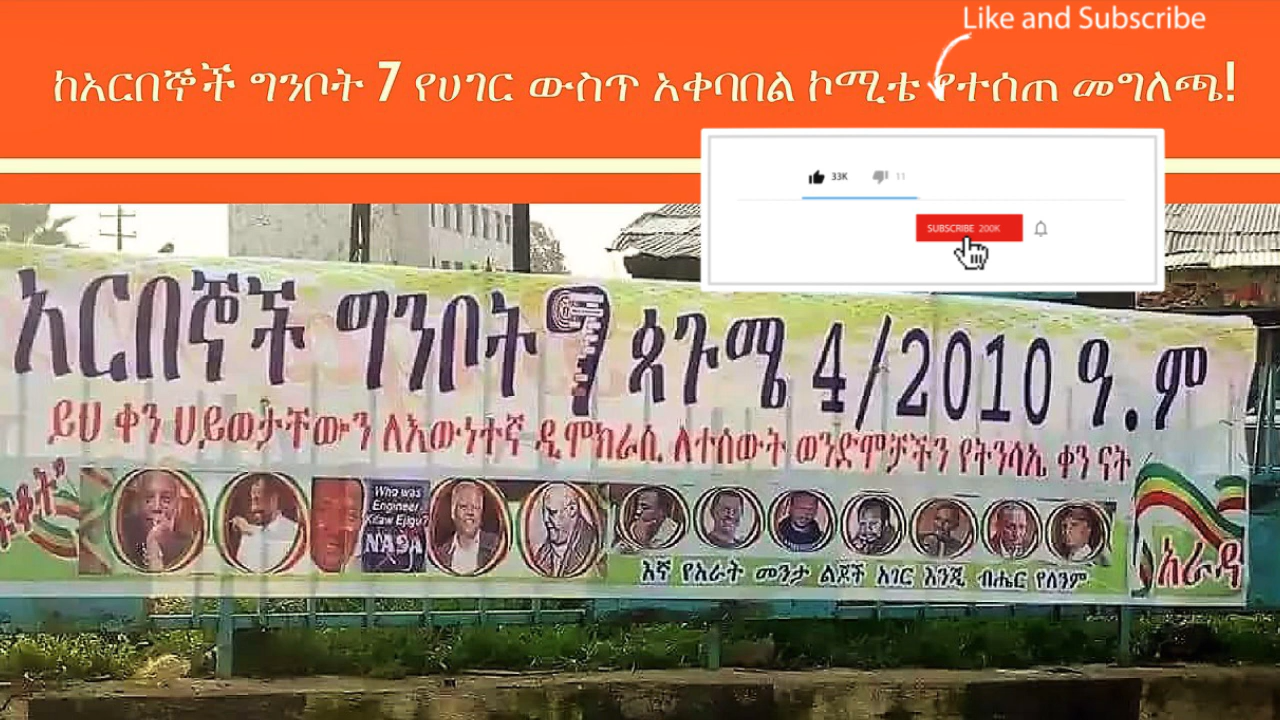 Like and Subscribe
ከአርበኞች ግንቦት 7 የሀገር ውስጥ አቀባበል ኮሚቴ የተሰጠ መግለጫ!
33K 11
SUBSCRIBE 200K
አርበኞች ግንቦት 7 ጳጉሜ 4/2010 ዓ.ም
ይህ ቀን ህይወታቸውን ለእውነተኛ ዲሞክራሲ ለተሰውት ወንድሞቻችን የትንሳኤ ቀን ናት
Who was
Engineer
Kitaw Ejigu?
NASA
እኛ የአራት መንታ ልጆች አገር እንጂ ብሔር የለንም
አራዳ